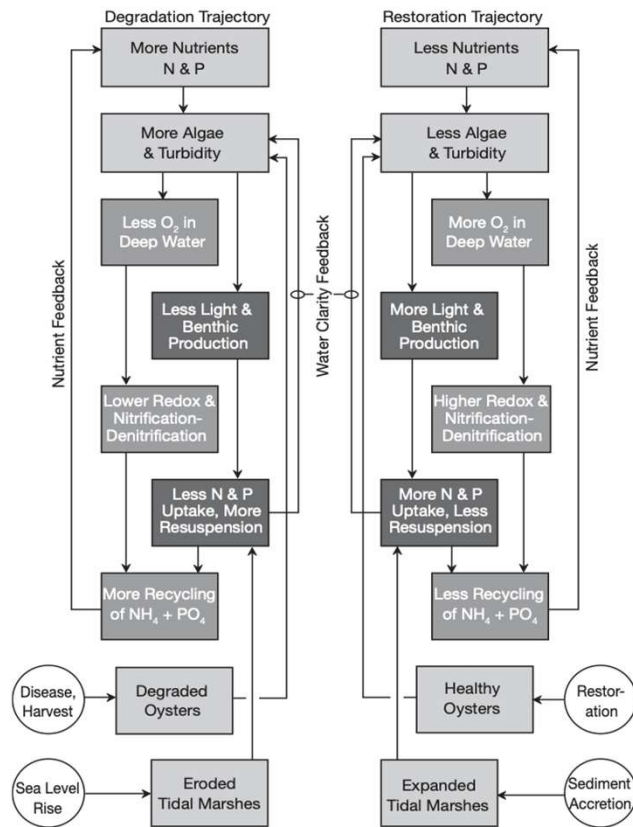 Degradation Trajectory
More Nutrients
N & P
More Algae
& Turbidity
Less O₂ in
Deep Water
Less Light &
Benthic
Production
Lower Redox &
Nitrification-
Denitrification
Less N & P
Uptake, More
Resuspension
More Recycling
of NH₄ + PO₄
Nutrient Feedback
Disease,
Harvest
Degraded
Oysters
Sea Level
Rise
Eroded
Tidal Marshes
Water Clarity Feedback
Restoration Trajectory
Less Nutrients
N & P
Less Algae
& Turbidity
More O₂ in
Deep Water
More Light &
Benthic
Production
Higher Redox &
Nitrification-
Denitrification
More N & P
Uptake, Less
Resuspension
Less Recycling
of NH₄ + PO₄
Nutrient Feedback
Healthy
Oysters
Restor-
ation
Expanded
Tidal Marshes
Sediment
Accretion